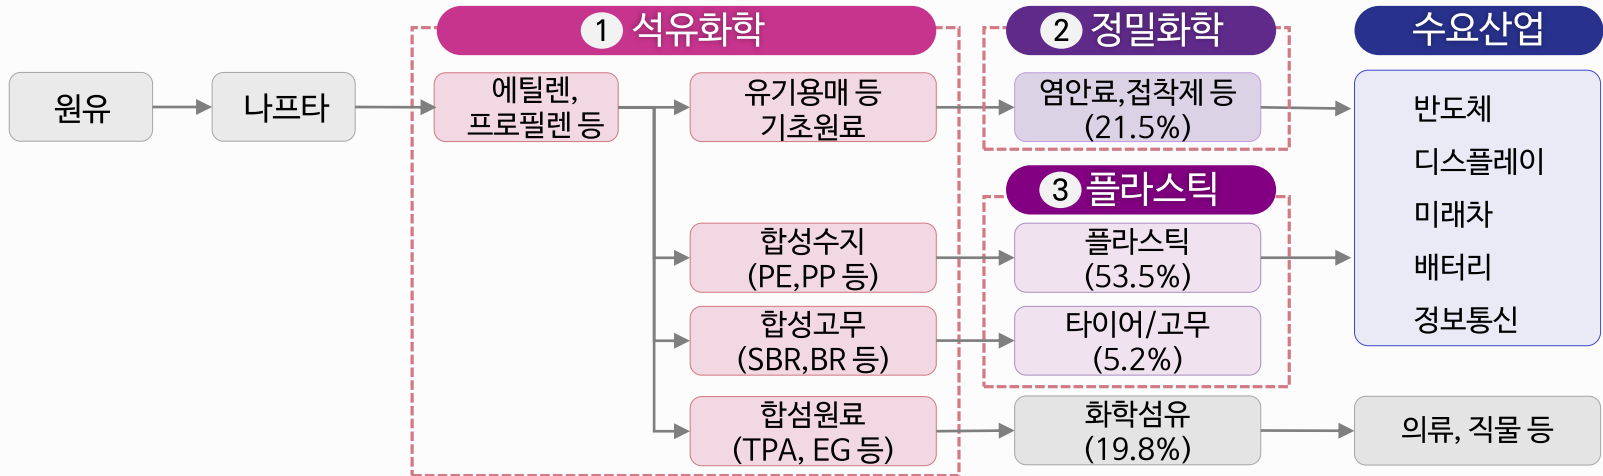 1 석유화학
2 정밀화학
수요산업
원유
나프타
에틸렌,
프로필렌 등
유기용매 등
기초원료
염안료,접착제 등
(21.5%)
반도체
디스플레이
미래차
배터리
정보통신
3 플라스틱
합성수지
(PE,PP 등)
플라스틱
(53.5%)
합성고무
(SBR,BR 등)
타이어/고무
(5.2%)
합섬원료
(TPA, EG 등)
화학섬유
(19.8%)
의류, 직물 등